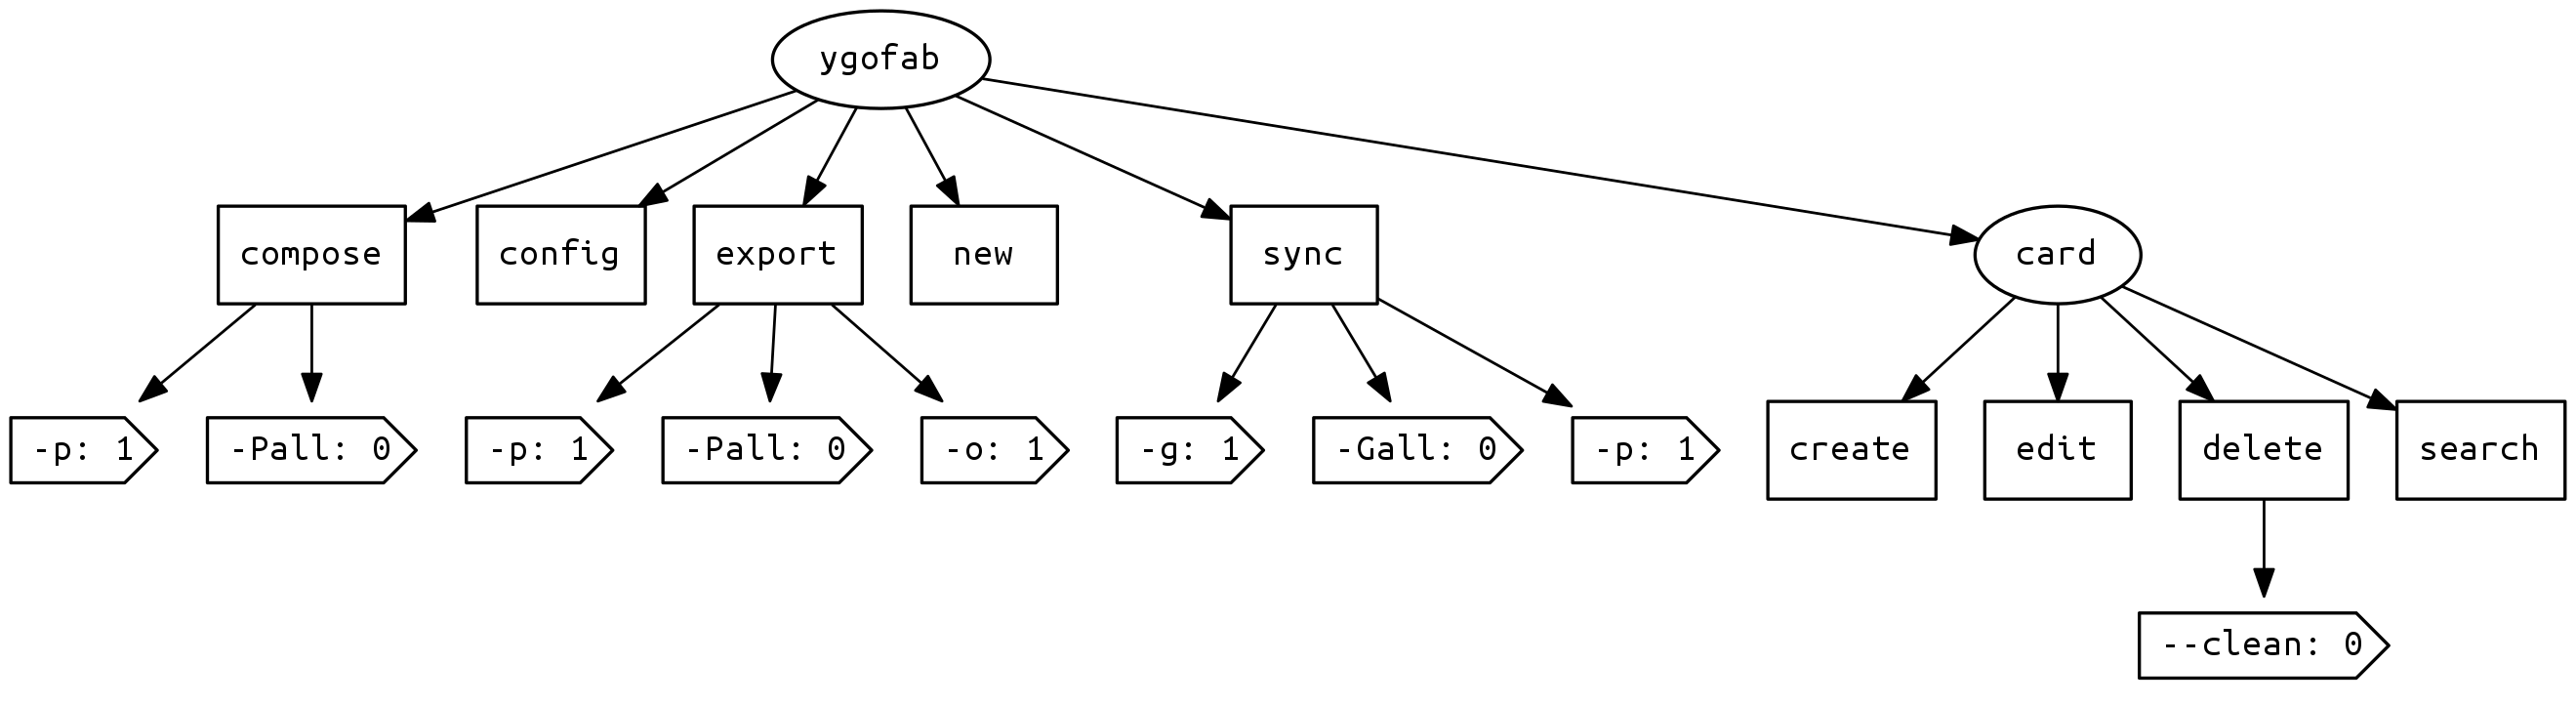 ygofab
compose
config
export
new
sync
card
-p: 1
-Pall: 0
-p: 1
-Pall: 0
-o: 1
-g: 1
-Gall: 0
-p: 1
create
edit
delete
search
--clean: 0